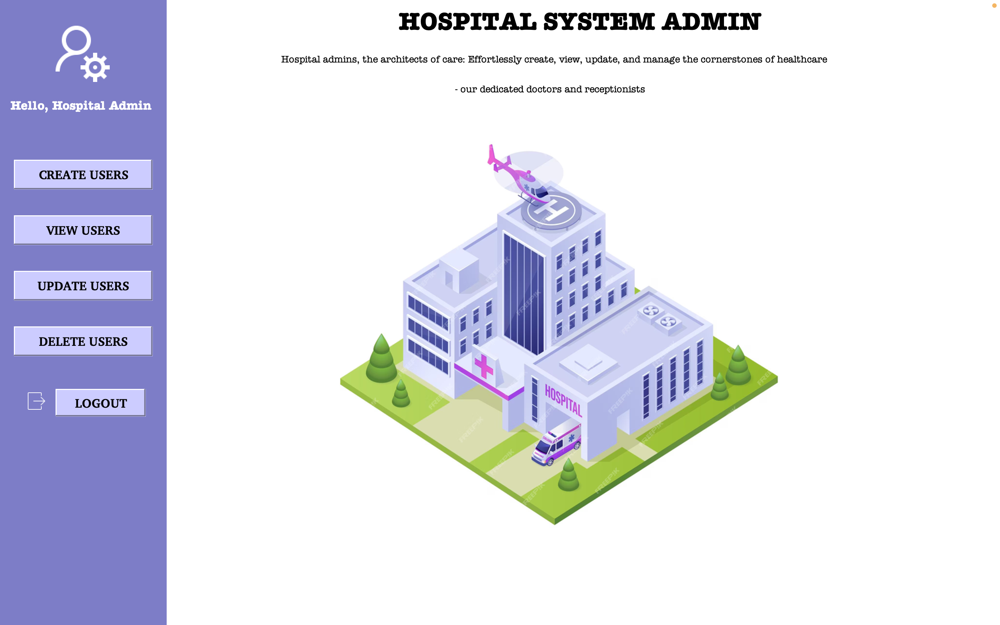 HOSPITAL SYSTEM ADMIN
Hospital admins, the architects of care: Effortlessly create, view, update, and manage the cornerstones of healthcare
- our dedicated doctors and receptionists
Hello, Hospital Admin
CREATE USERS
VIEW USERS
UPDATE USERS
DELETE USERS
LOGOUT
H
HOSPITAL
FREEPIK